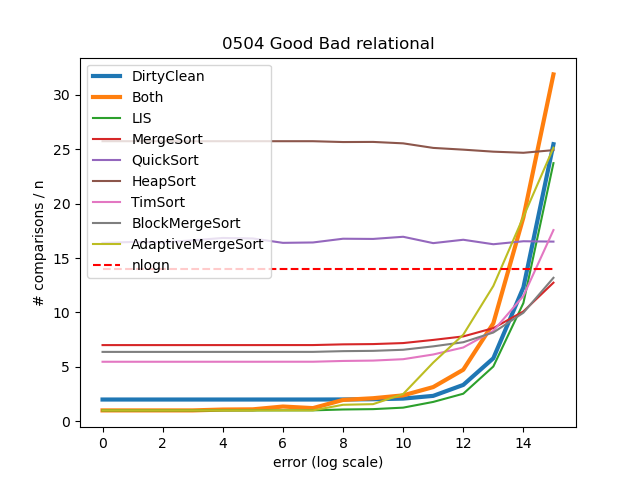 0504 Good Bad relational
DirtyClean
Both
LIS
MergeSort
QuickSort
HeapSort
TimSort
BlockMergeSort
AdaptiveMergeSort
nlogn
# comparisons / n
30
25
20
15
10
5
0
0 2 4 6 8 10 12 14
error (log scale)